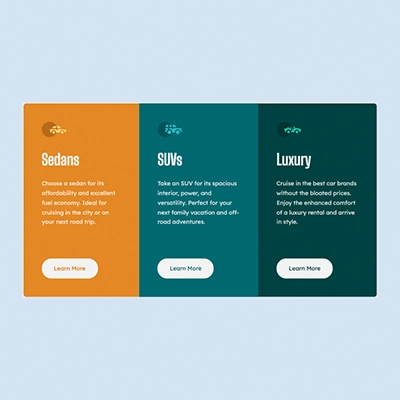 Sedans
Choose a sedan for its
affordability and excellent
fuel economy. Ideal for
cruising in the city or on
your next road trip.
Learn More
SUVs
Take an SUV for its spacious
interior, power, and
versatility. Perfect for your
next family vacation and off-
road adventures.
Learn More
Luxury
Cruise in the best car brands
without the bloated prices.
Enjoy the enhanced comfort
of a luxury rental and arrive
in style.
Learn More